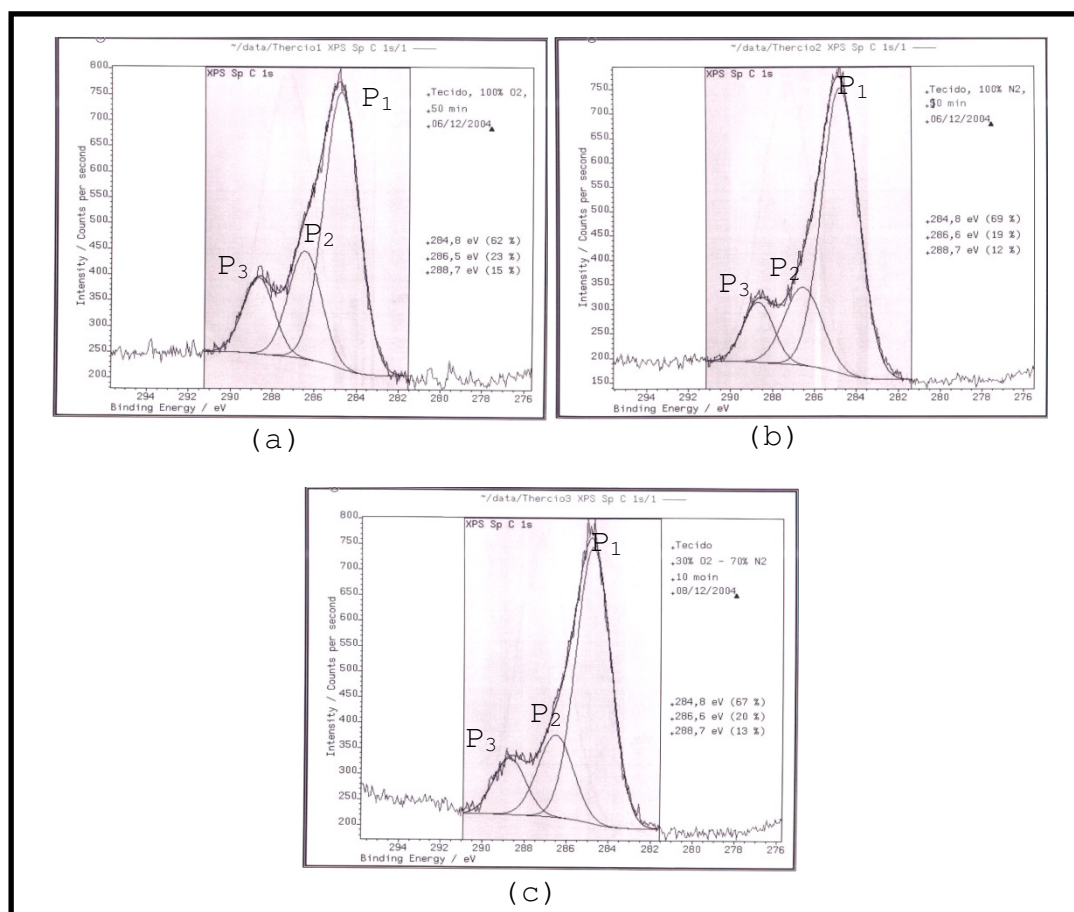 ~/data/Thercio1 XPS Sp C 1s/1
XPS Sp C 1s
800
750
700
650
600
550
500
450
400
350
300
250
200
Intensity / Counts per second
P1
P2
P3
Tecido, 100% O2,
50 min
06/12/2004
284,8 eV (62 %)
286,5 eV (23 %)
288,7 eV (15 %)
294 292 290 288 286 284 282 280 278 276
Binding Energy / eV
(a)
~/data/Thercio2 XPS Sp C 1s/1
XPS Sp C 1s
750
700
650
600
550
500
450
400
350
300
250
200
150
Intensity / Counts per second
P1
P2
P3
Tecido, 100% N2,
50 min
06/12/2004
284,8 eV (69 %)
286,6 eV (19 %)
288,7 eV (12 %)
294 292 290 288 286 284 282 280 278 276
Binding Energy / eV
(b)
~/data/Thercio3 XPS Sp C 1s/1
XPS Sp C 1s
800
750
700
650
600
550
500
450
400
350
300
250
200
Intensity / Counts per second
P1
P2
P3
Tecido
30% O2 - 70% N2
10 moin
08/12/2004
284,8 eV (67 %)
286,6 eV (20 %)
288,7 eV (13 %)
294 292 290 288 286 284 282 280 278 276
Binding Energy / eV
(c)